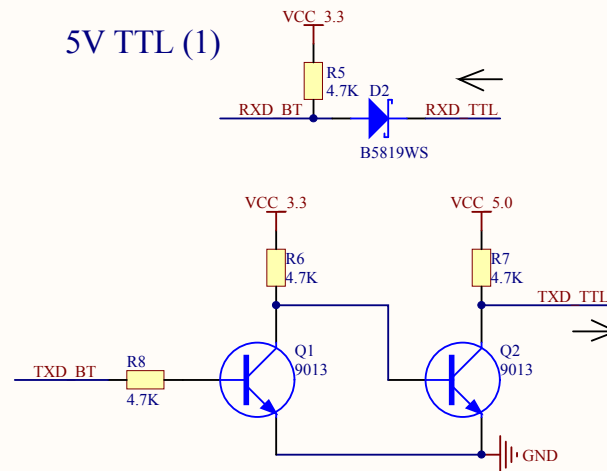 5V TTL (1)
VCC_3.3
R5
4.7K
D2
RXD_BT
RXD_TTL
B5819WS
VCC_3.3
VCC_5.0
R6
4.7K
R7
4.7K
TXD_TTL
Q1
9013
Q2
9013
TXD_BT
R8
4.7K
GND